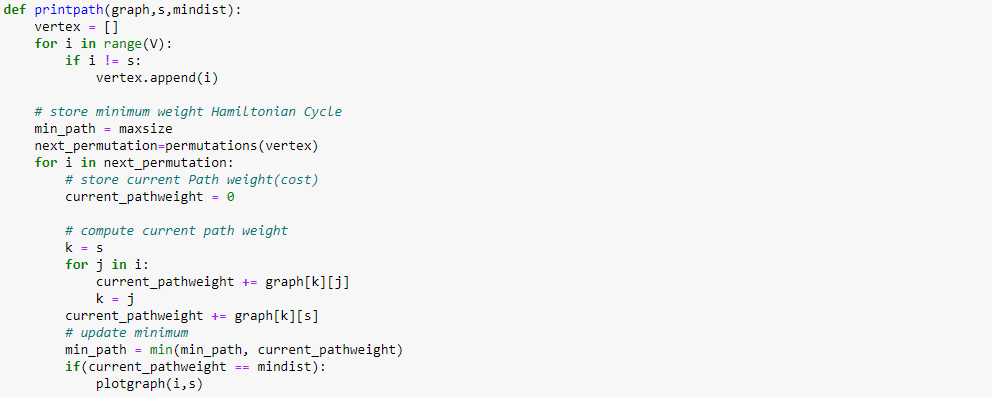 def printpath(graph,s,mindist):
    vertex = []
    for i in range(V):
        if i != s:
            vertex.append(i)

    # store minimum weight Hamiltonian Cycle
    min_path = maxsize
    next_permutation=permutations(vertex)
    for i in next_permutation:
        # store current Path weight(cost)
        current_pathweight = 0

        # compute current path weight
        k = s
        for j in i:
            current_pathweight += graph[k][j]
            k = j
        current_pathweight += graph[k][s]
        # update minimum
        min_path = min(min_path, current_pathweight)
        if(current_pathweight == mindist):
            plotgraph(i,s)